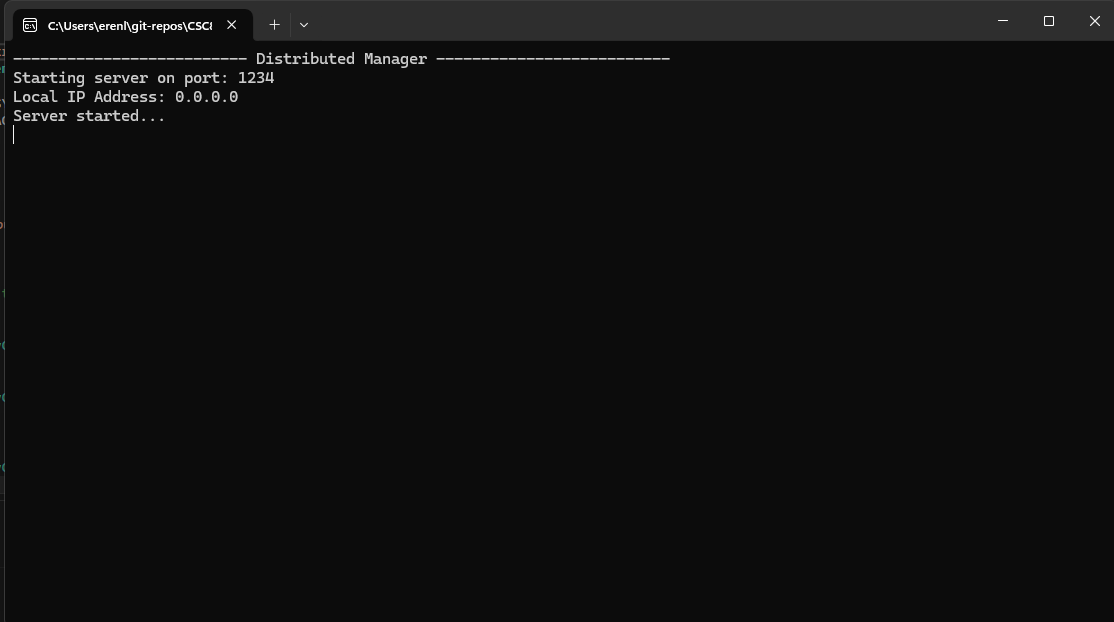 C:\Users\erenl\git-repos\CSC8
-------------------------- Distributed Manager --------------------------
Starting server on port: 1234
Local IP Address: 0.0.0.0
Server started...